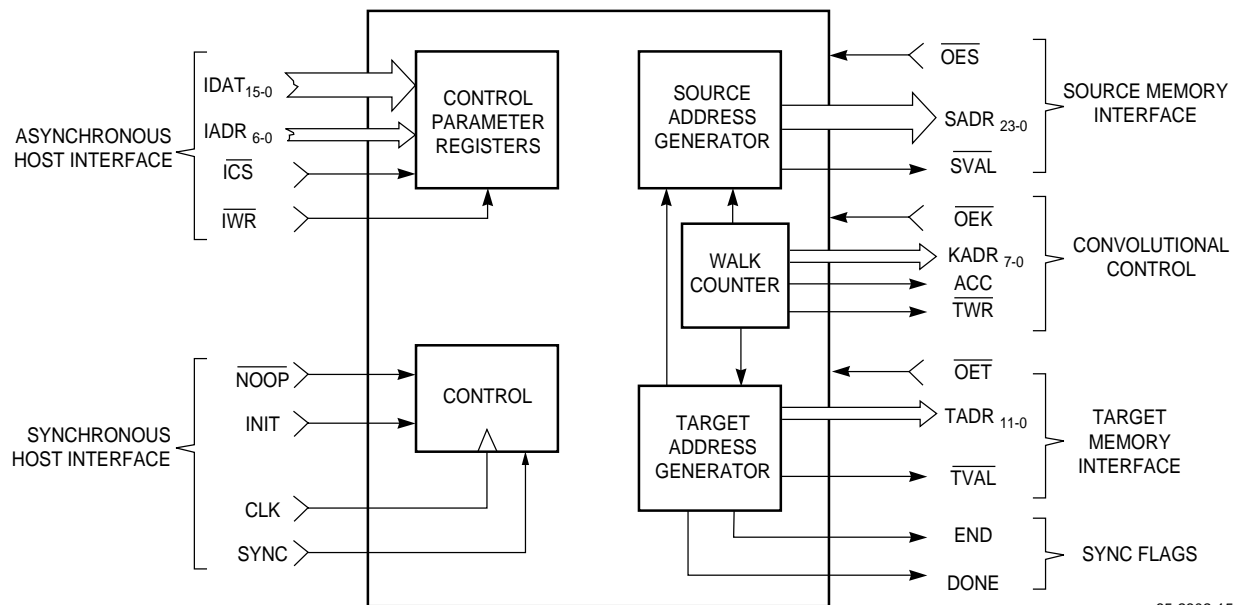 ASYNCHRONOUS
HOST INTERFACE
IDAT15-0
IADR 6-0
ICS
IWR
CONTROL
PARAMETER
REGISTERS
SYNCHRONOUS
HOST INTERFACE
NOOP
INIT
CLK
SYNC
CONTROL
SOURCE
ADDRESS
GENERATOR
WALK
COUNTER
TARGET
ADDRESS
GENERATOR
OES
SADR 23-0
SVAL
SOURCE MEMORY
INTERFACE
OEK
KADR 7-0
ACC
TWR
CONVOLUTIONAL
CONTROL
OET
TADR 11-0
TVAL
TARGET
MEMORY
INTERFACE
END
DONE
SYNC FLAGS